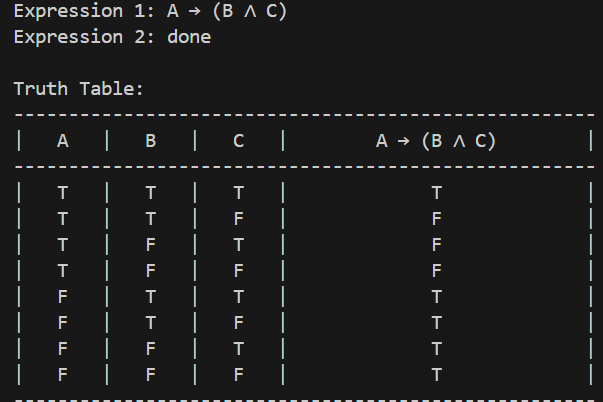 Expression 1: A → (B ∧ C)
Expression 2: done
Truth Table:
-----------------------------------------------------
| A | B | C | A → (B ∧ C) |
-----------------------------------------------------
| T | T | T | T |
| T | T | F | F |
| T | F | T | F |
| T | F | F | F |
| F | T | T | T |
| F | T | F | T |
| F | F | T | T |
| F | F | F | T |
-----------------------------------------------------